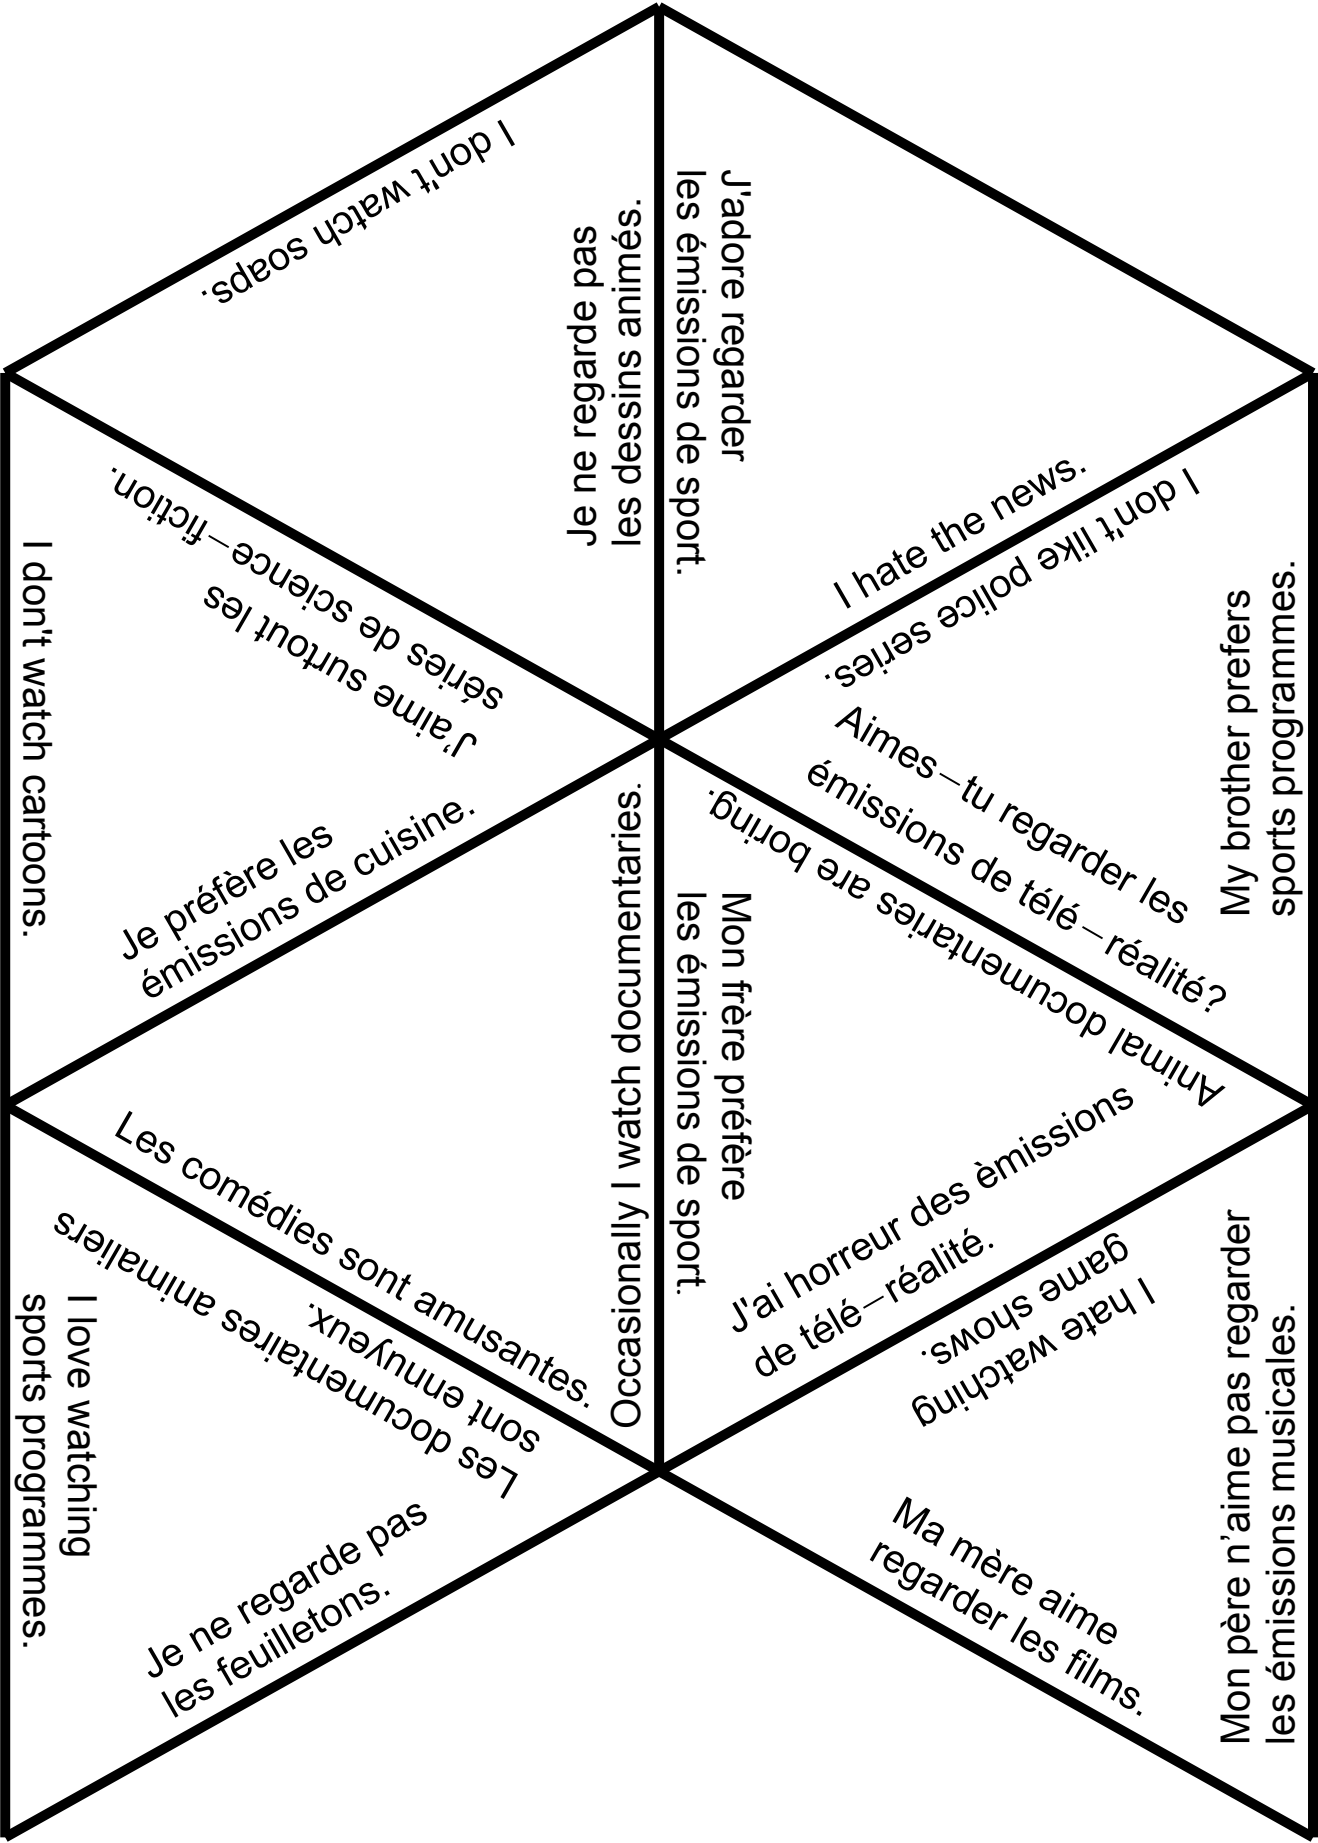 I don't watch soaps.
Je ne regarde pas
les dessins animés.
J'adore regarder
les émissions de sport.
I hate the news.
I don't like police series.
My brother prefers
sports programmes.
Aimes–tu regarder les
émissions de télé–réalité?
J'aime surtout les
séries de science–fiction.
I don't watch cartoons.
Je préfère les
émissions de cuisine.
Occasionally I watch documentaries.
Les comédies sont amusantes.
Animal documentaries are boring.
Mon frère préfère
les émissions de sport.
J'ai horreur des èmissions
de télé–réalité.
Les documentaires animaliers
sont ennuyeux.
I love watching
sports programmes.
Je ne regarde pas
les feuilletons.
I hate watching
game shows.
Mon père n'aime pas regarder
les émissions musicales.
Ma mère aime
regarder les films.